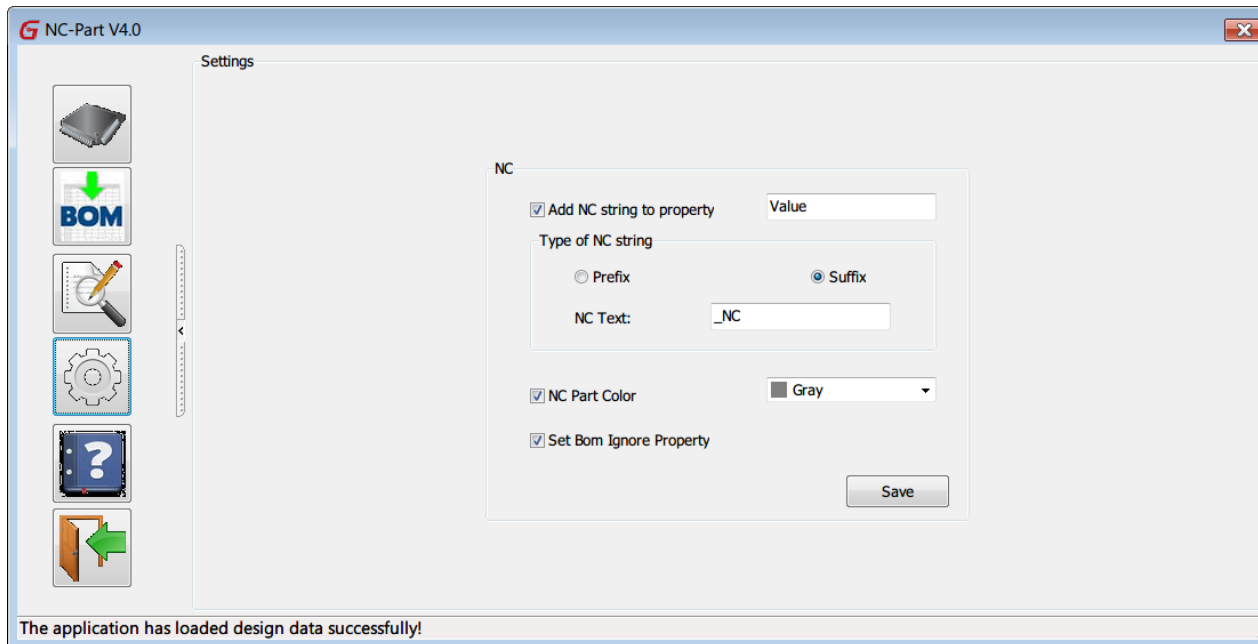 NC-Part V4.0
Settings
BOM
NC
Add NC string to property
Value
Type of NC string
Prefix
Suffix
NC Text:
_NC
NC Part Color
Gray
Set Bom Ignore Property
?
Save
The application has loaded design data successfully!